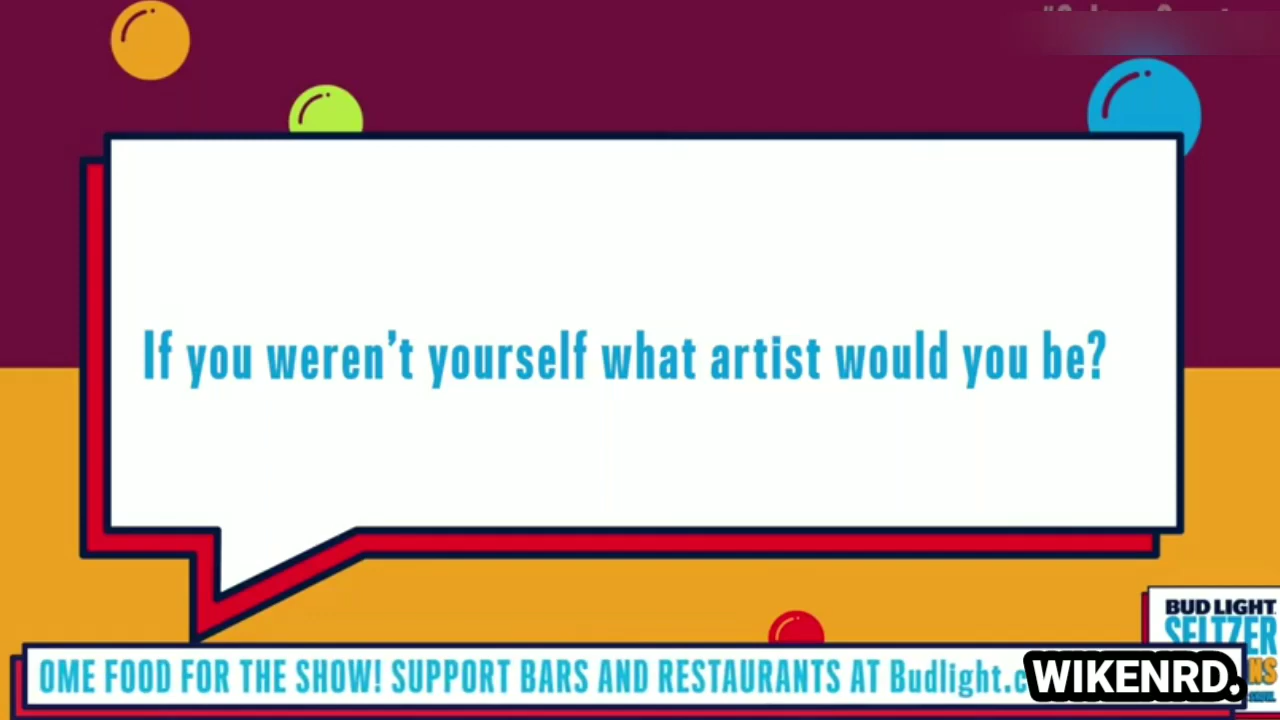 If you weren't yourself what artist would you be?
BUD LIGHT
SELTZER
OME FOOD FOR THE SHOW! SUPPORT BARS AND RESTAURANTS AT Budlight.c
WIKENRD.